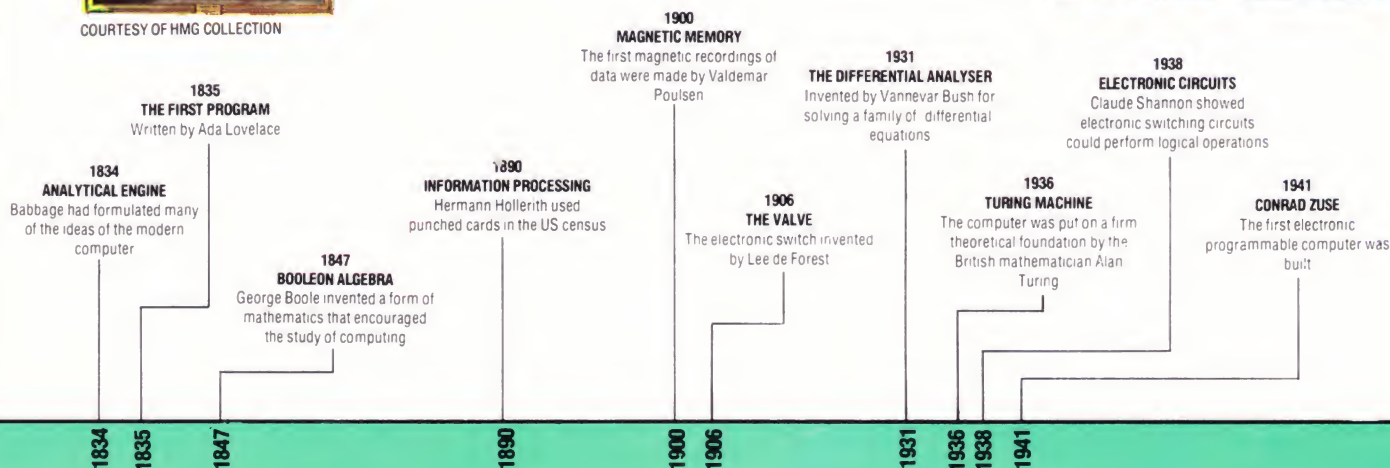 COURTESY OF HMG COLLECTION
1834
ANALYTICAL ENGINE
Babbage had formulated many
of the ideas of the modern
computer
1835
THE FIRST PROGRAM
Written by Ada Lovelace
1847
BOOLEON ALGEBRA
George Boole invented a form of
mathematics that encouraged
the study of computing
1890
INFORMATION PROCESSING
Hermann Hollerith used
punched cards in the US census
1900
MAGNETIC MEMORY
The first magnetic recordings of
data were made by Valdemar
Poulsen
1906
THE VALVE
The electronic switch invented
by Lee de Forest
1931
THE DIFFERENTIAL ANALYSER
Invented by Vannevar Bush for
solving a family of differential
equations
1936
TURING MACHINE
The computer was put on a firm
theoretical foundation by the
British mathematician Alan
Turing
1938
ELECTRONIC CIRCUITS
Claude Shannon showed
electronic switching circuits
could perform logical operations
1941
CONRAD ZUSE
The first electronic
programmable computer was
built
1834
1835
1847
1890
1900
1906
1931
1936
1938
1941